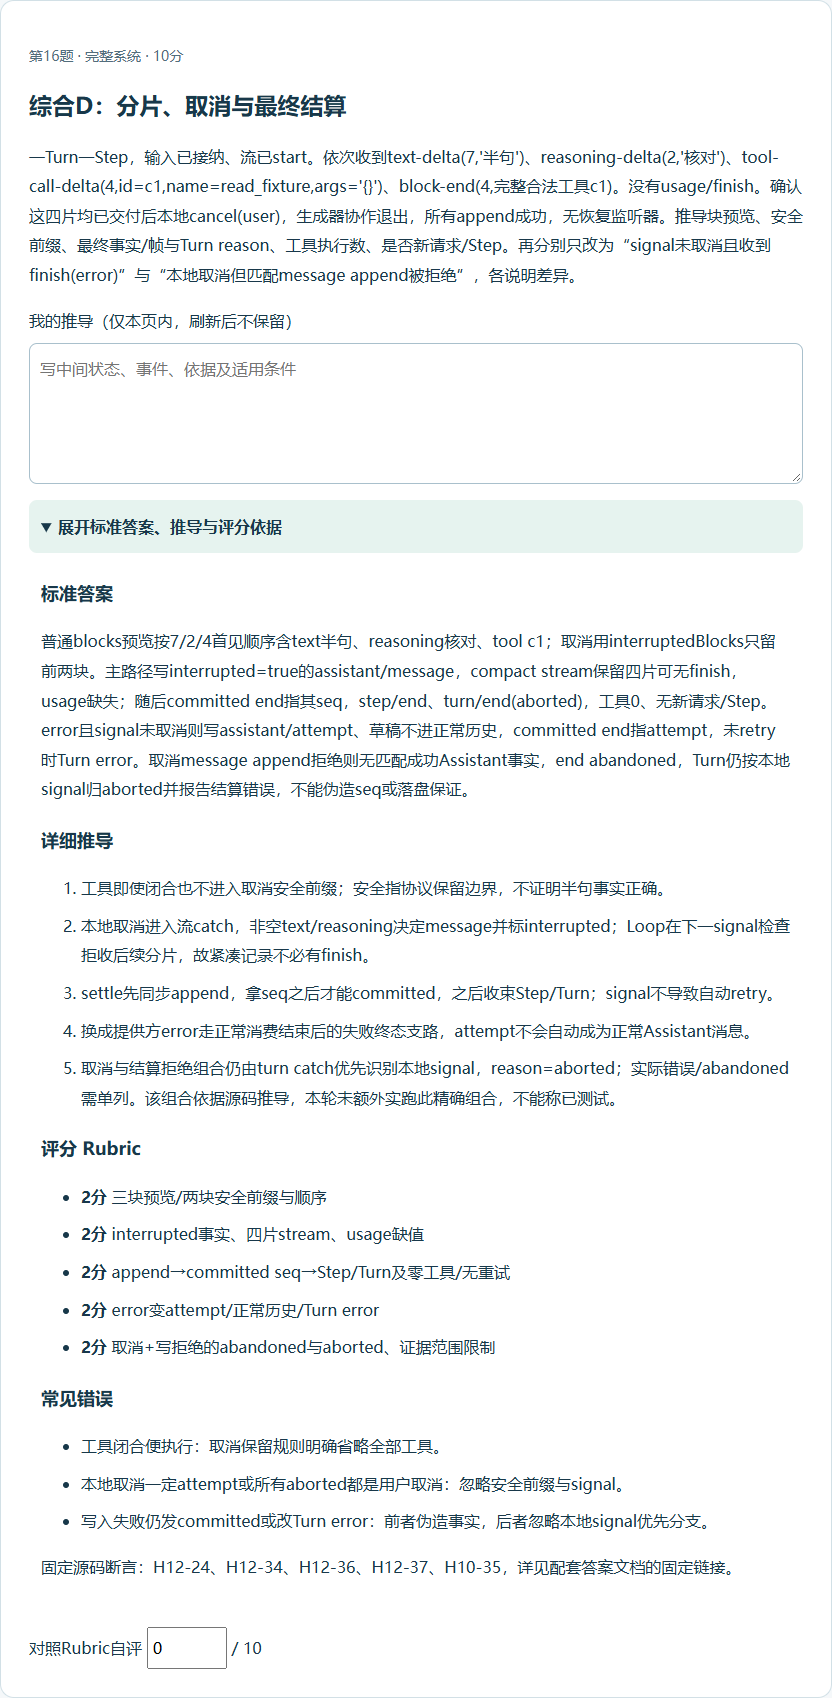 第16题 · 完整系统 · 10分
综合D：分片、取消与最终结算
一Turn一Step，输入已接纳、流已start。依次收到text-delta(7,'半句')、reasoning-delta(2,'核对')、tool-
call-delta(4,id=c1,name=read_fixture,args='{}')、block-end(4,完整合法工具c1)。没有usage/finish。确认
这四片均已交付后本地cancel(user)，生成器协作退出，所有append成功，无恢复监听器。推导块预览、安全
前缀、最终事实/帧与Turn reason、工具执行数、是否新请求/Step。再分别只改为“signal未取消且收到
finish(error)”与“本地取消但匹配message append被拒绝”，各说明差异。
我的推导（仅本页内，刷新后不保留）
写中间状态、事件、依据及适用条件
▼ 展开标准答案、推导与评分依据
标准答案
普通blocks预览按7/2/4首见顺序含text半句、reasoning核对、tool c1；取消用interruptedBlocks只留
前两块。主路径写interrupted=true的assistant/message，compact stream保留四片可无finish，
usage缺失；随后committed end指其seq，step/end、turn/end(aborted)，工具0、无新请求/Step。
error且signal未取消则写assistant/attempt、草稿不进正常历史，committed end指attempt，未retry
时Turn error。取消message append拒绝则无匹配成功Assistant事实，end abandoned，Turn仍按本地
signal归aborted并报告结算错误，不能伪造seq或落盘保证。
详细推导
1. 工具即使闭合也不进入取消安全前缀；安全指协议保留边界，不证明半句事实正确。
2. 本地取消进入流catch，非空text/reasoning决定message并标interrupted；Loop在下一signal检查
拒收后续分片，故紧凑记录不必有finish。
3. settle先同步append，拿seq之后才能committed，之后收束Step/Turn；signal不导致自动retry。
4. 换成提供方error走正常消费结束后的失败终态支路，attempt不会自动成为正常Assistant消息。
5. 取消与结算拒绝组合仍由turn catch优先识别本地signal，reason=aborted；实际错误/abandoned
需单列。该组合依据源码推导，本轮未额外实跑此精确组合，不能称已测试。
评分 Rubric
• 2分 三块预览/两块安全前缀与顺序
• 2分 interrupted事实、四片stream、usage缺值
• 2分 append→committed seq→Step/Turn及零工具/无重试
• 2分 error变attempt/正常历史/Turn error
• 2分 取消+写拒绝的abandoned与aborted、证据范围限制
常见错误
• 工具闭合便执行：取消保留规则明确省略全部工具。
• 本地取消一定attempt或所有aborted都是用户取消：忽略安全前缀与signal。
• 写入失败仍发committed或改Turn error：前者伪造事实，后者忽略本地signal优先分支。
固定源码断言：H12-24、H12-34、H12-36、H12-37、H10-35，详见配套答案文档的固定链接。
对照Rubric自评 0 / 10